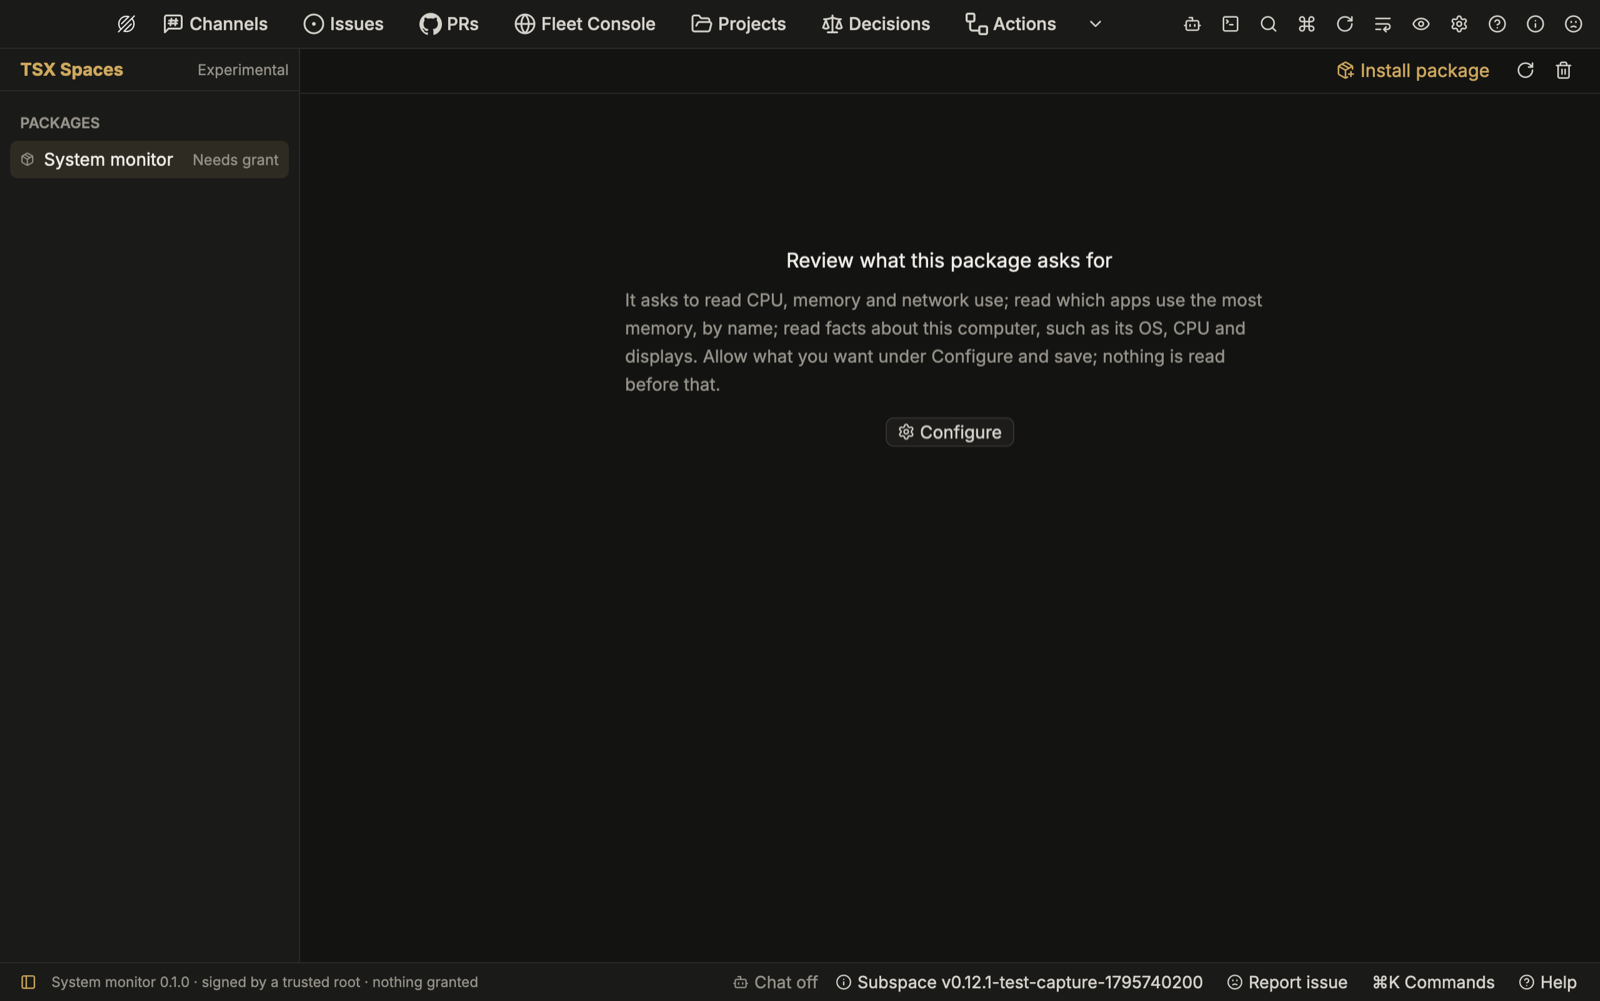 Channels
Issues
PRs
Fleet Console
Projects
Decisions
Actions
TSX Spaces
Experimental
Install package
PACKAGES
System monitor
Needs grant
Review what this package asks for
It asks to read CPU, memory and network use; read which apps use the most
memory, by name; read facts about this computer, such as its OS, CPU and
displays. Allow what you want under Configure and save; nothing is read
before that.
Configure
System monitor 0.1.0 · signed by a trusted root · nothing granted
Chat off
Subspace v0.12.1-test-capture-1795740200
Report issue
⌘K Commands
Help